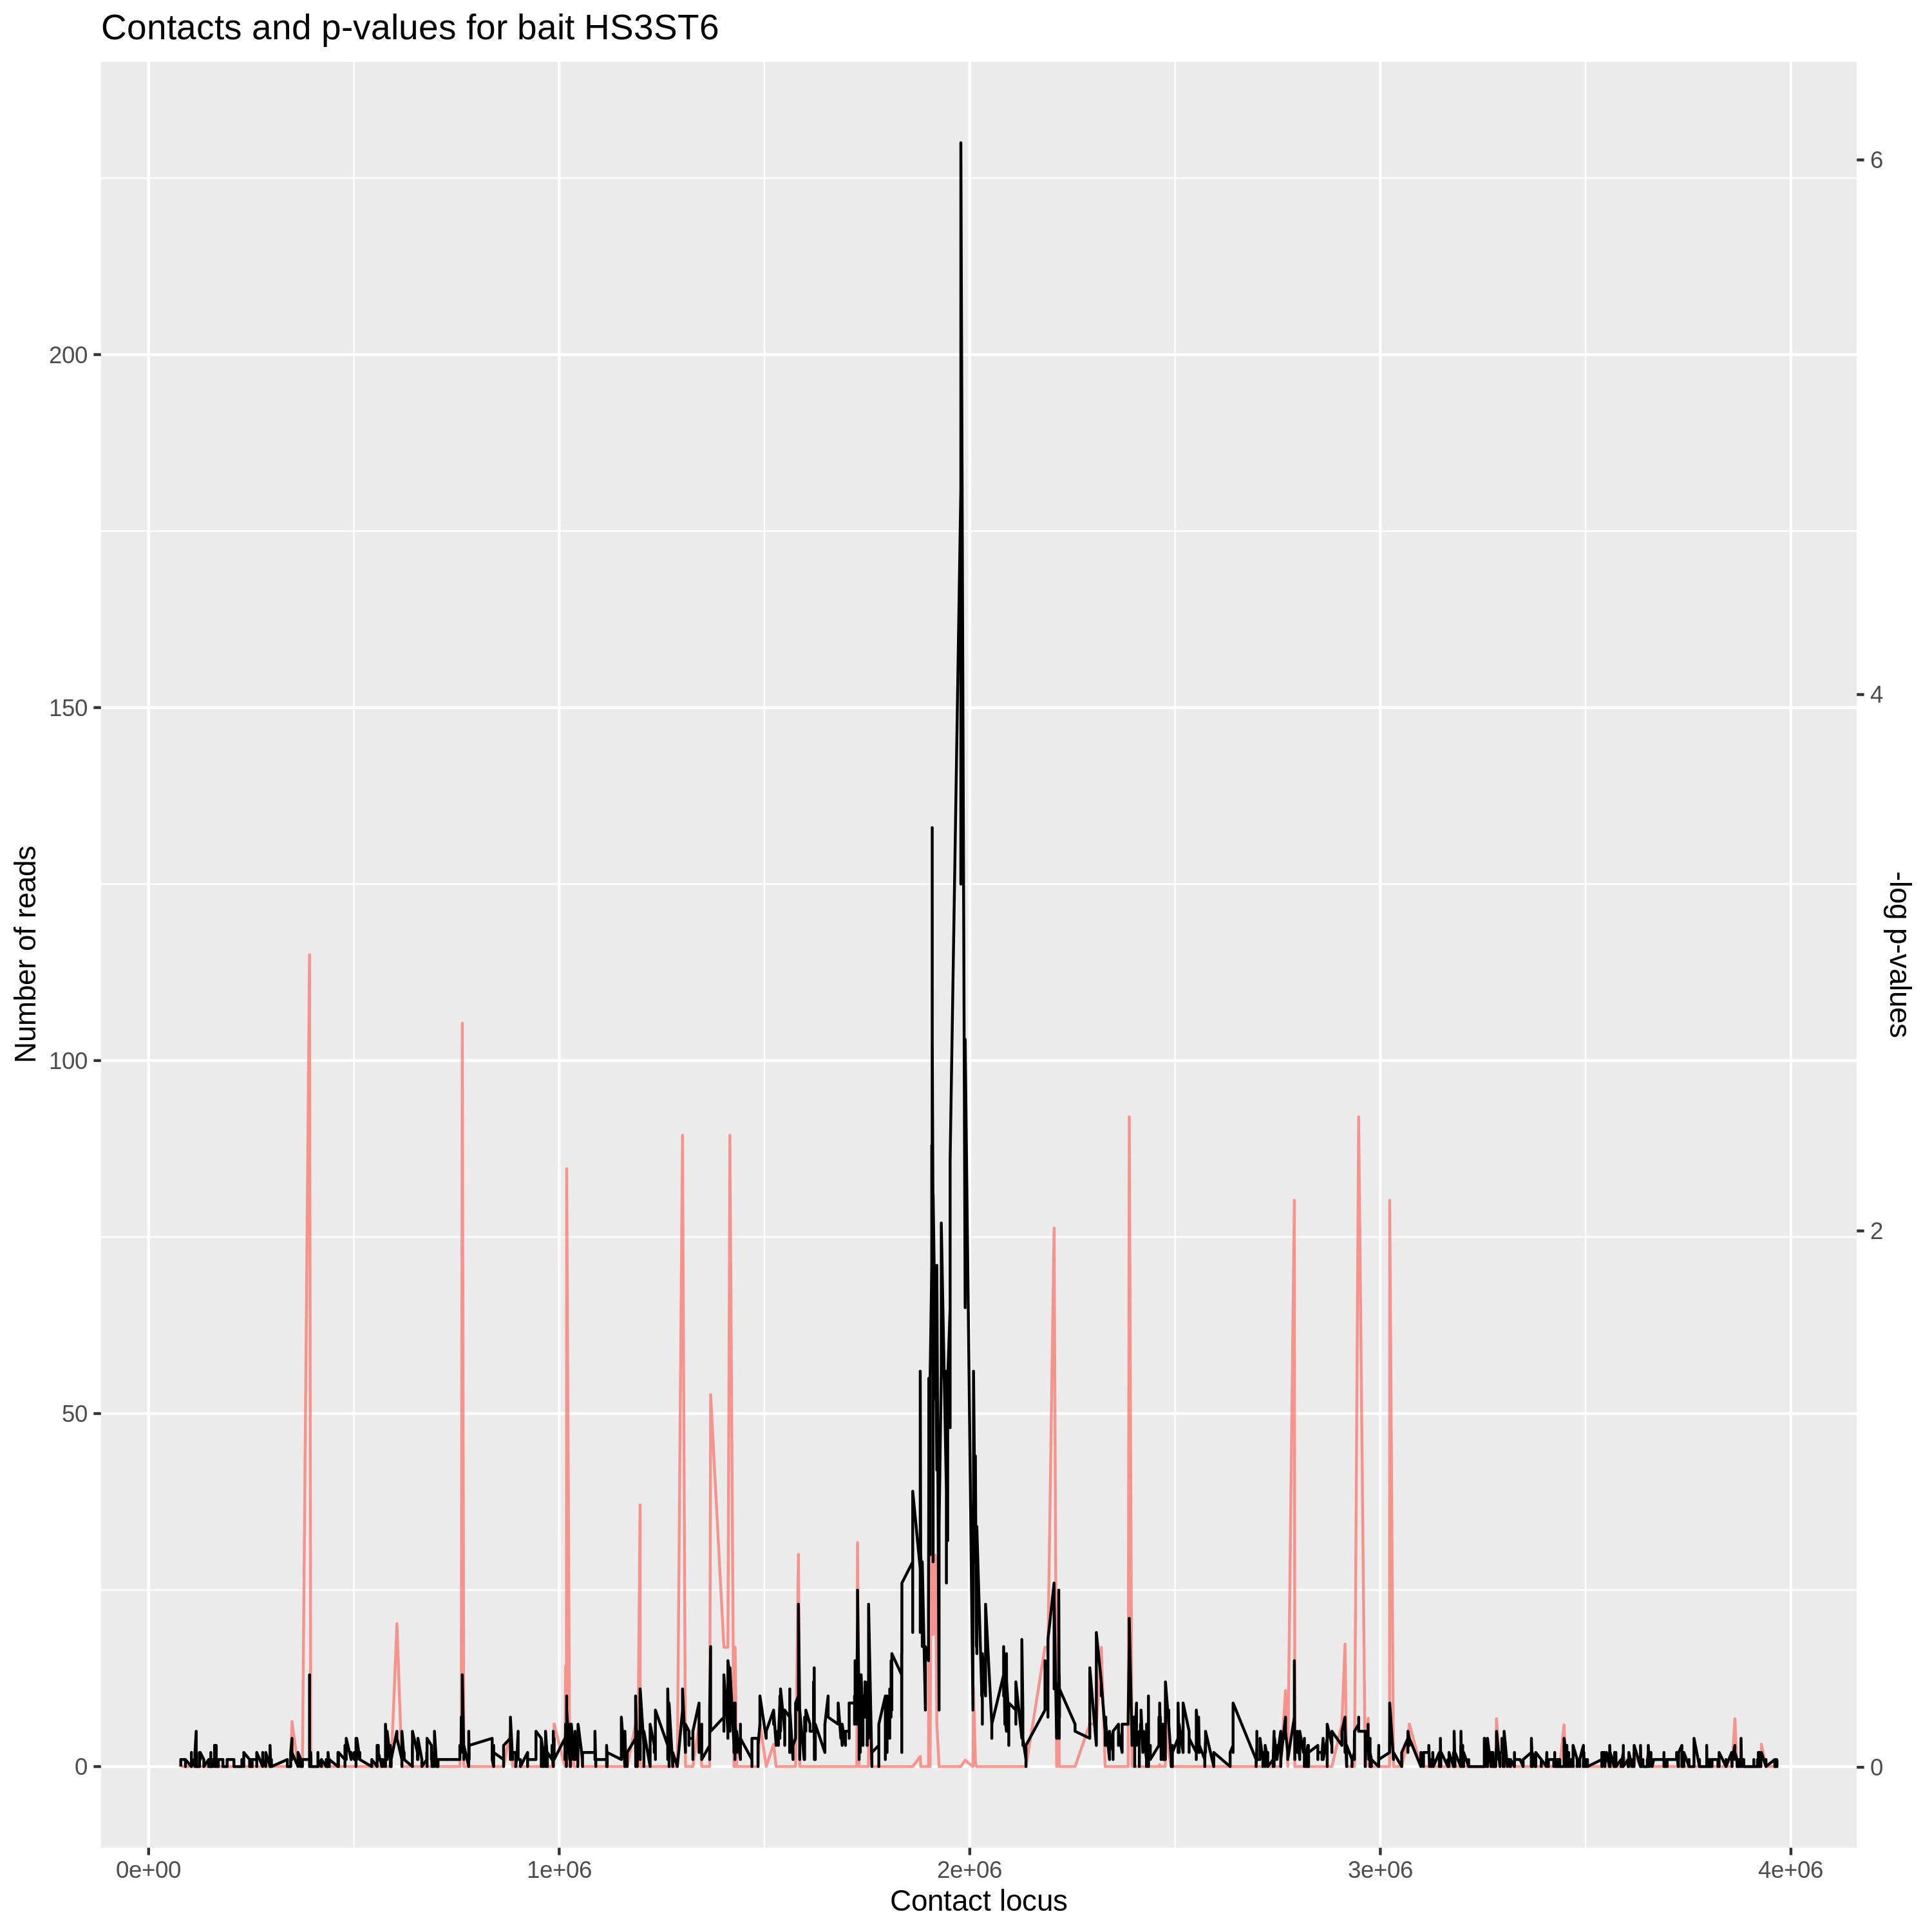 Contacts and p-values for bait HS3ST6
Number of reads
200
150
100
50
0
6
4
2
0
-log p-values
0e+00
1e+06
2e+06
3e+06
4e+06
Contact locus